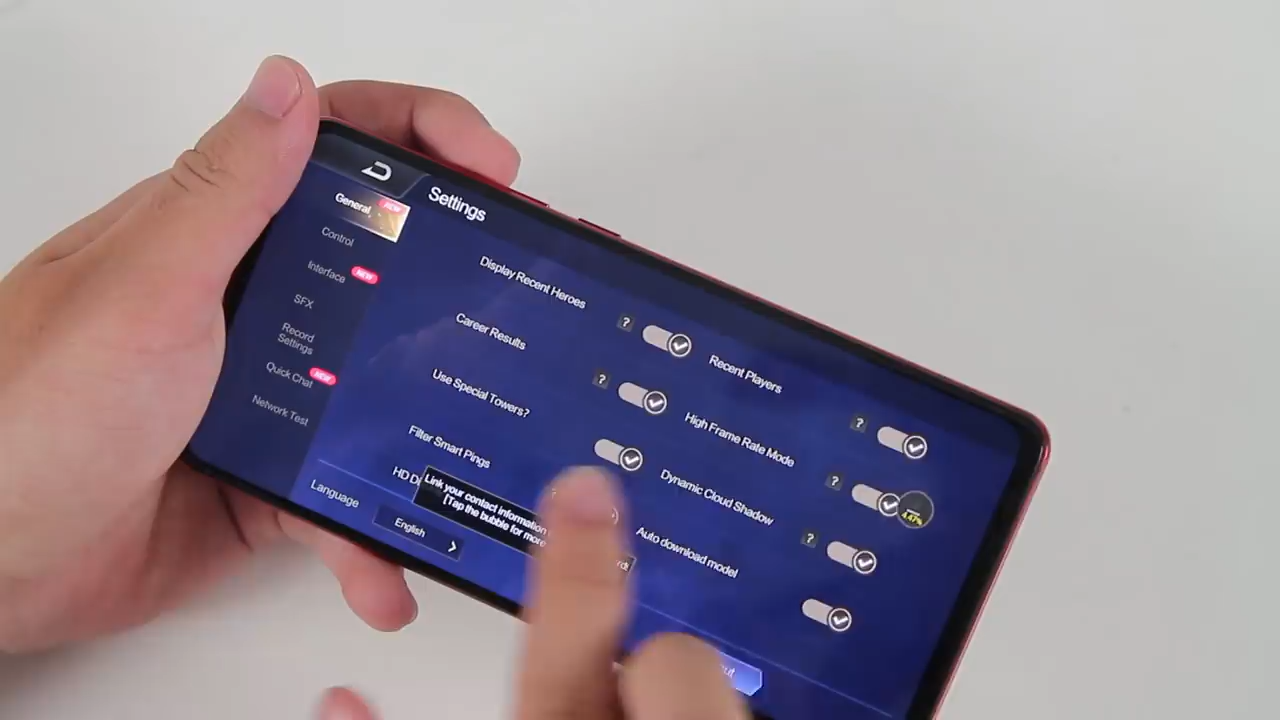 Settings
General NEW
Control
Interface NEW
SFX
Record
Settings
Quick Chat NEW
Network Test
Display Recent Heroes ?
Recent Players ?
Career Results ?
High Frame Rate Mode ?
Use Special Towers?
Dynamic Cloud Shadow ?
Filter Smart Pings
Auto download model
HD
Link your contact information
[Tap the bubble for more
Language
English